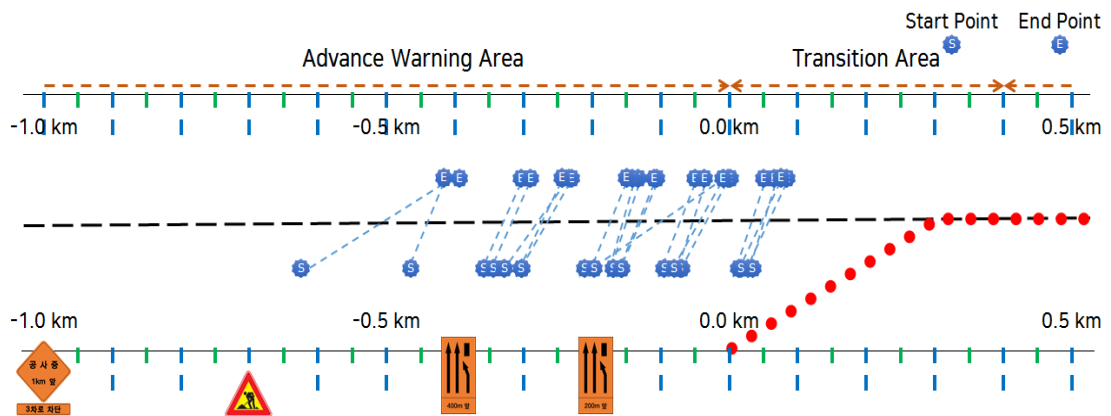 Start Point End Point
S E
Advance Warning Area Transition Area
-1.0 km -0.5 km 0.0 km 0.5 km
E E E E E E E E E E E E E E E
S S S S S S S S S S S S S
-1.0 km -0.5 km 0.0 km 0.5 km
공사중
1km 앞
3차로 차단
400m 앞
200m 앞